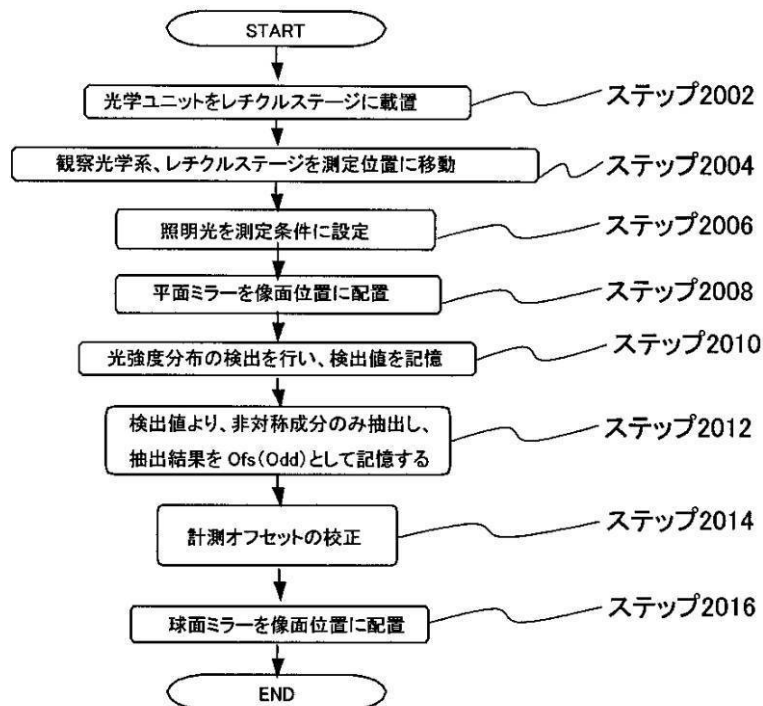 START
光学ユニットをレチクルステージに載置
ステップ2002
観察光学系、レチクルステージを測定位置に移動
ステップ2004
照明光を測定条件に設定
ステップ2006
平面ミラーを像面位置に配置
ステップ2008
光強度分布の検出を行い、検出値を記憶
ステップ2010
検出値より、非対称成分のみ抽出し、
抽出結果を Ofs(Odd)として記憶する
ステップ2012
計測オフセットの校正
ステップ2014
球面ミラーを像面位置に配置
ステップ2016
END